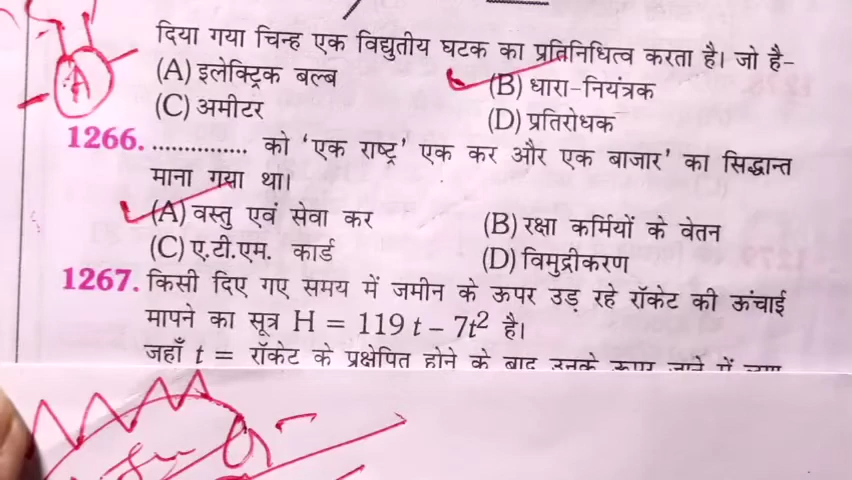 दिया गया चिन्ह एक विद्युतीय घटक का प्रतिनिधित्व करता है। जो है-
(A) इलेक्ट्रिक बल्ब (B) धारा-नियंत्रक
(C) अमीटर (D) प्रतिरोधक
A
1266. ............... को 'एक राष्ट्र' एक कर और एक बाजार' का सिद्धान्त
माना गया था।
(A) वस्तु एवं सेवा कर (B) रक्षा कर्मियों के वेतन
(C) ए.टी.एम. कार्ड (D) विमुद्रीकरण
1267. किसी दिए गए समय में जमीन के ऊपर उड़ रहे रॉकेट की ऊंचाई
मापने का सूत्र H = 119 t – 7t² है।
जहाँ t = रॉकेट के प्रक्षेपित होने के बाद उनके ऊपर जाने में